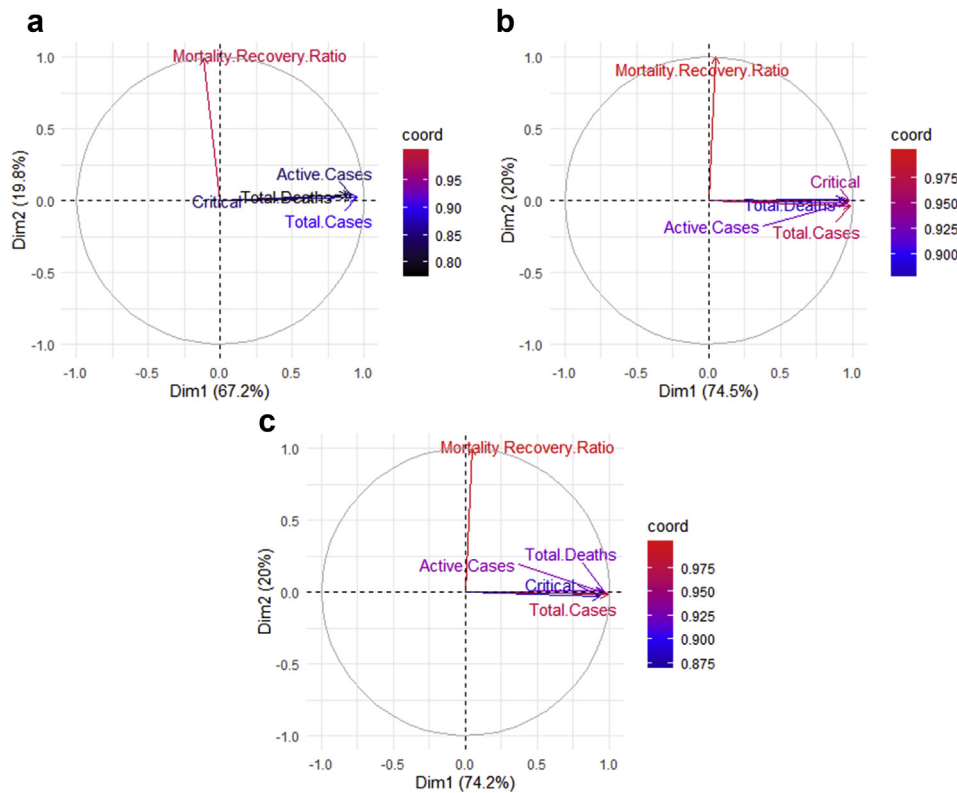 a
1.0
0.5
0.0
-0.5
-1.0
Dim2 (19.8%)
Mortality.Recovery.Ratio
Active.Cases
Critical
Total.Deaths
Total.Cases
-1.0 -0.5 0.0 0.5 1.0
Dim1 (67.2%)
coord
0.95
0.90
0.85
0.80
b
1.0
0.5
0.0
-0.5
-1.0
Dim2 (20%)
Mortality.Recovery.Ratio
Critical
Total.Deaths
Active.Cases
Total.Cases
-1.0 -0.5 0.0 0.5 1.0
Dim1 (74.5%)
coord
0.975
0.950
0.925
0.900
c
1.0
0.5
0.0
-0.5
-1.0
Dim2 (20%)
Mortality.Recovery.Ratio
Total.Deaths
Active.Cases
Critical
Total.Cases
-1.0 -0.5 0.0 0.5 1.0
Dim1 (74.2%)
coord
0.975
0.950
0.925
0.900
0.875